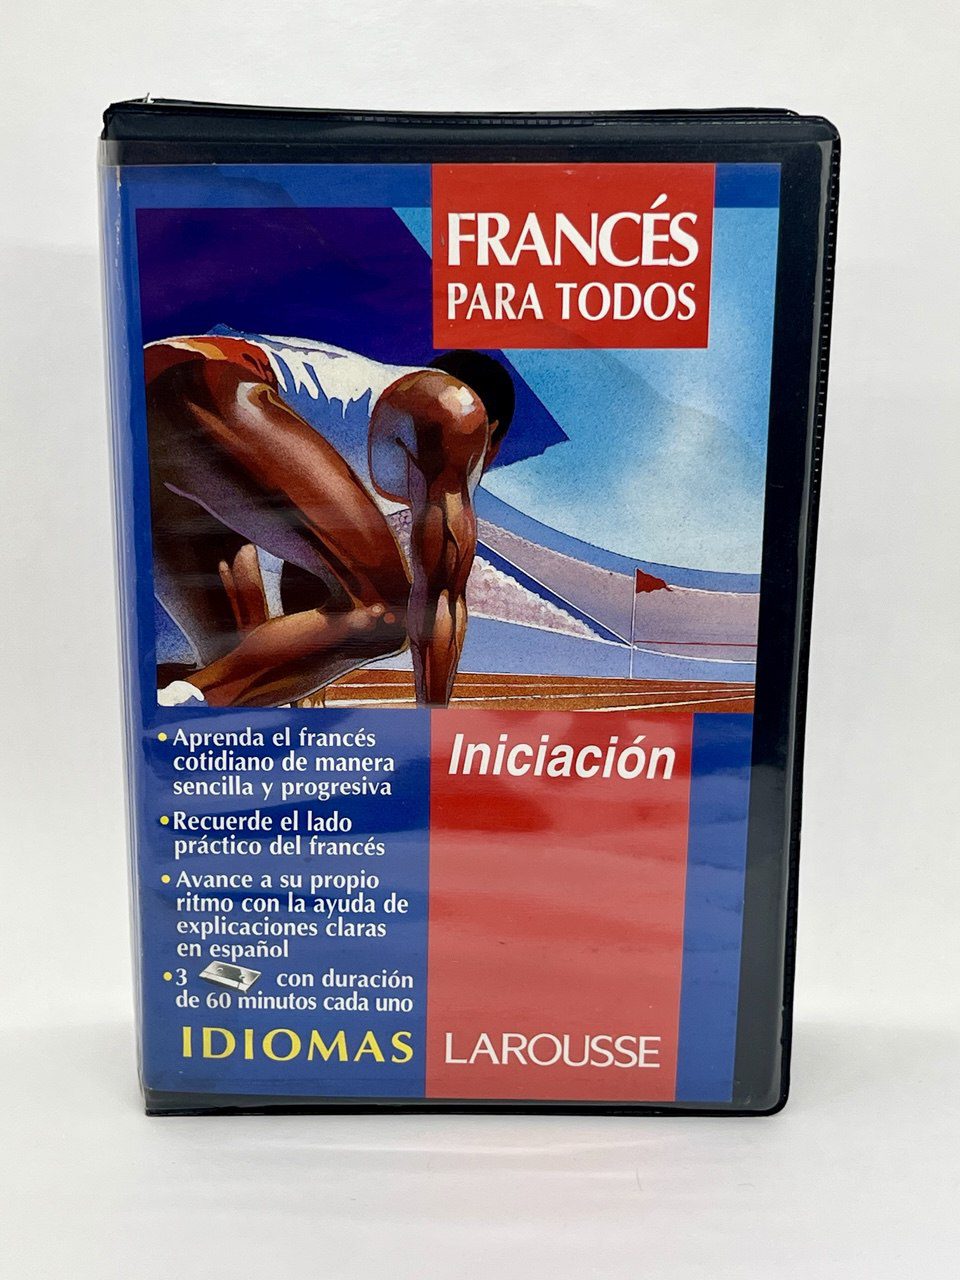 FRANCÉS
PARA TODOS
• Aprenda el francés
cotidiano de manera
sencilla y progresiva
• Recuerde el lado
práctico del francés
• Avance a su propio
ritmo con la ayuda de
explicaciones claras
en español
• 3 con duración
de 60 minutos cada uno
IDIOMAS
Iniciación
LAROUSSE